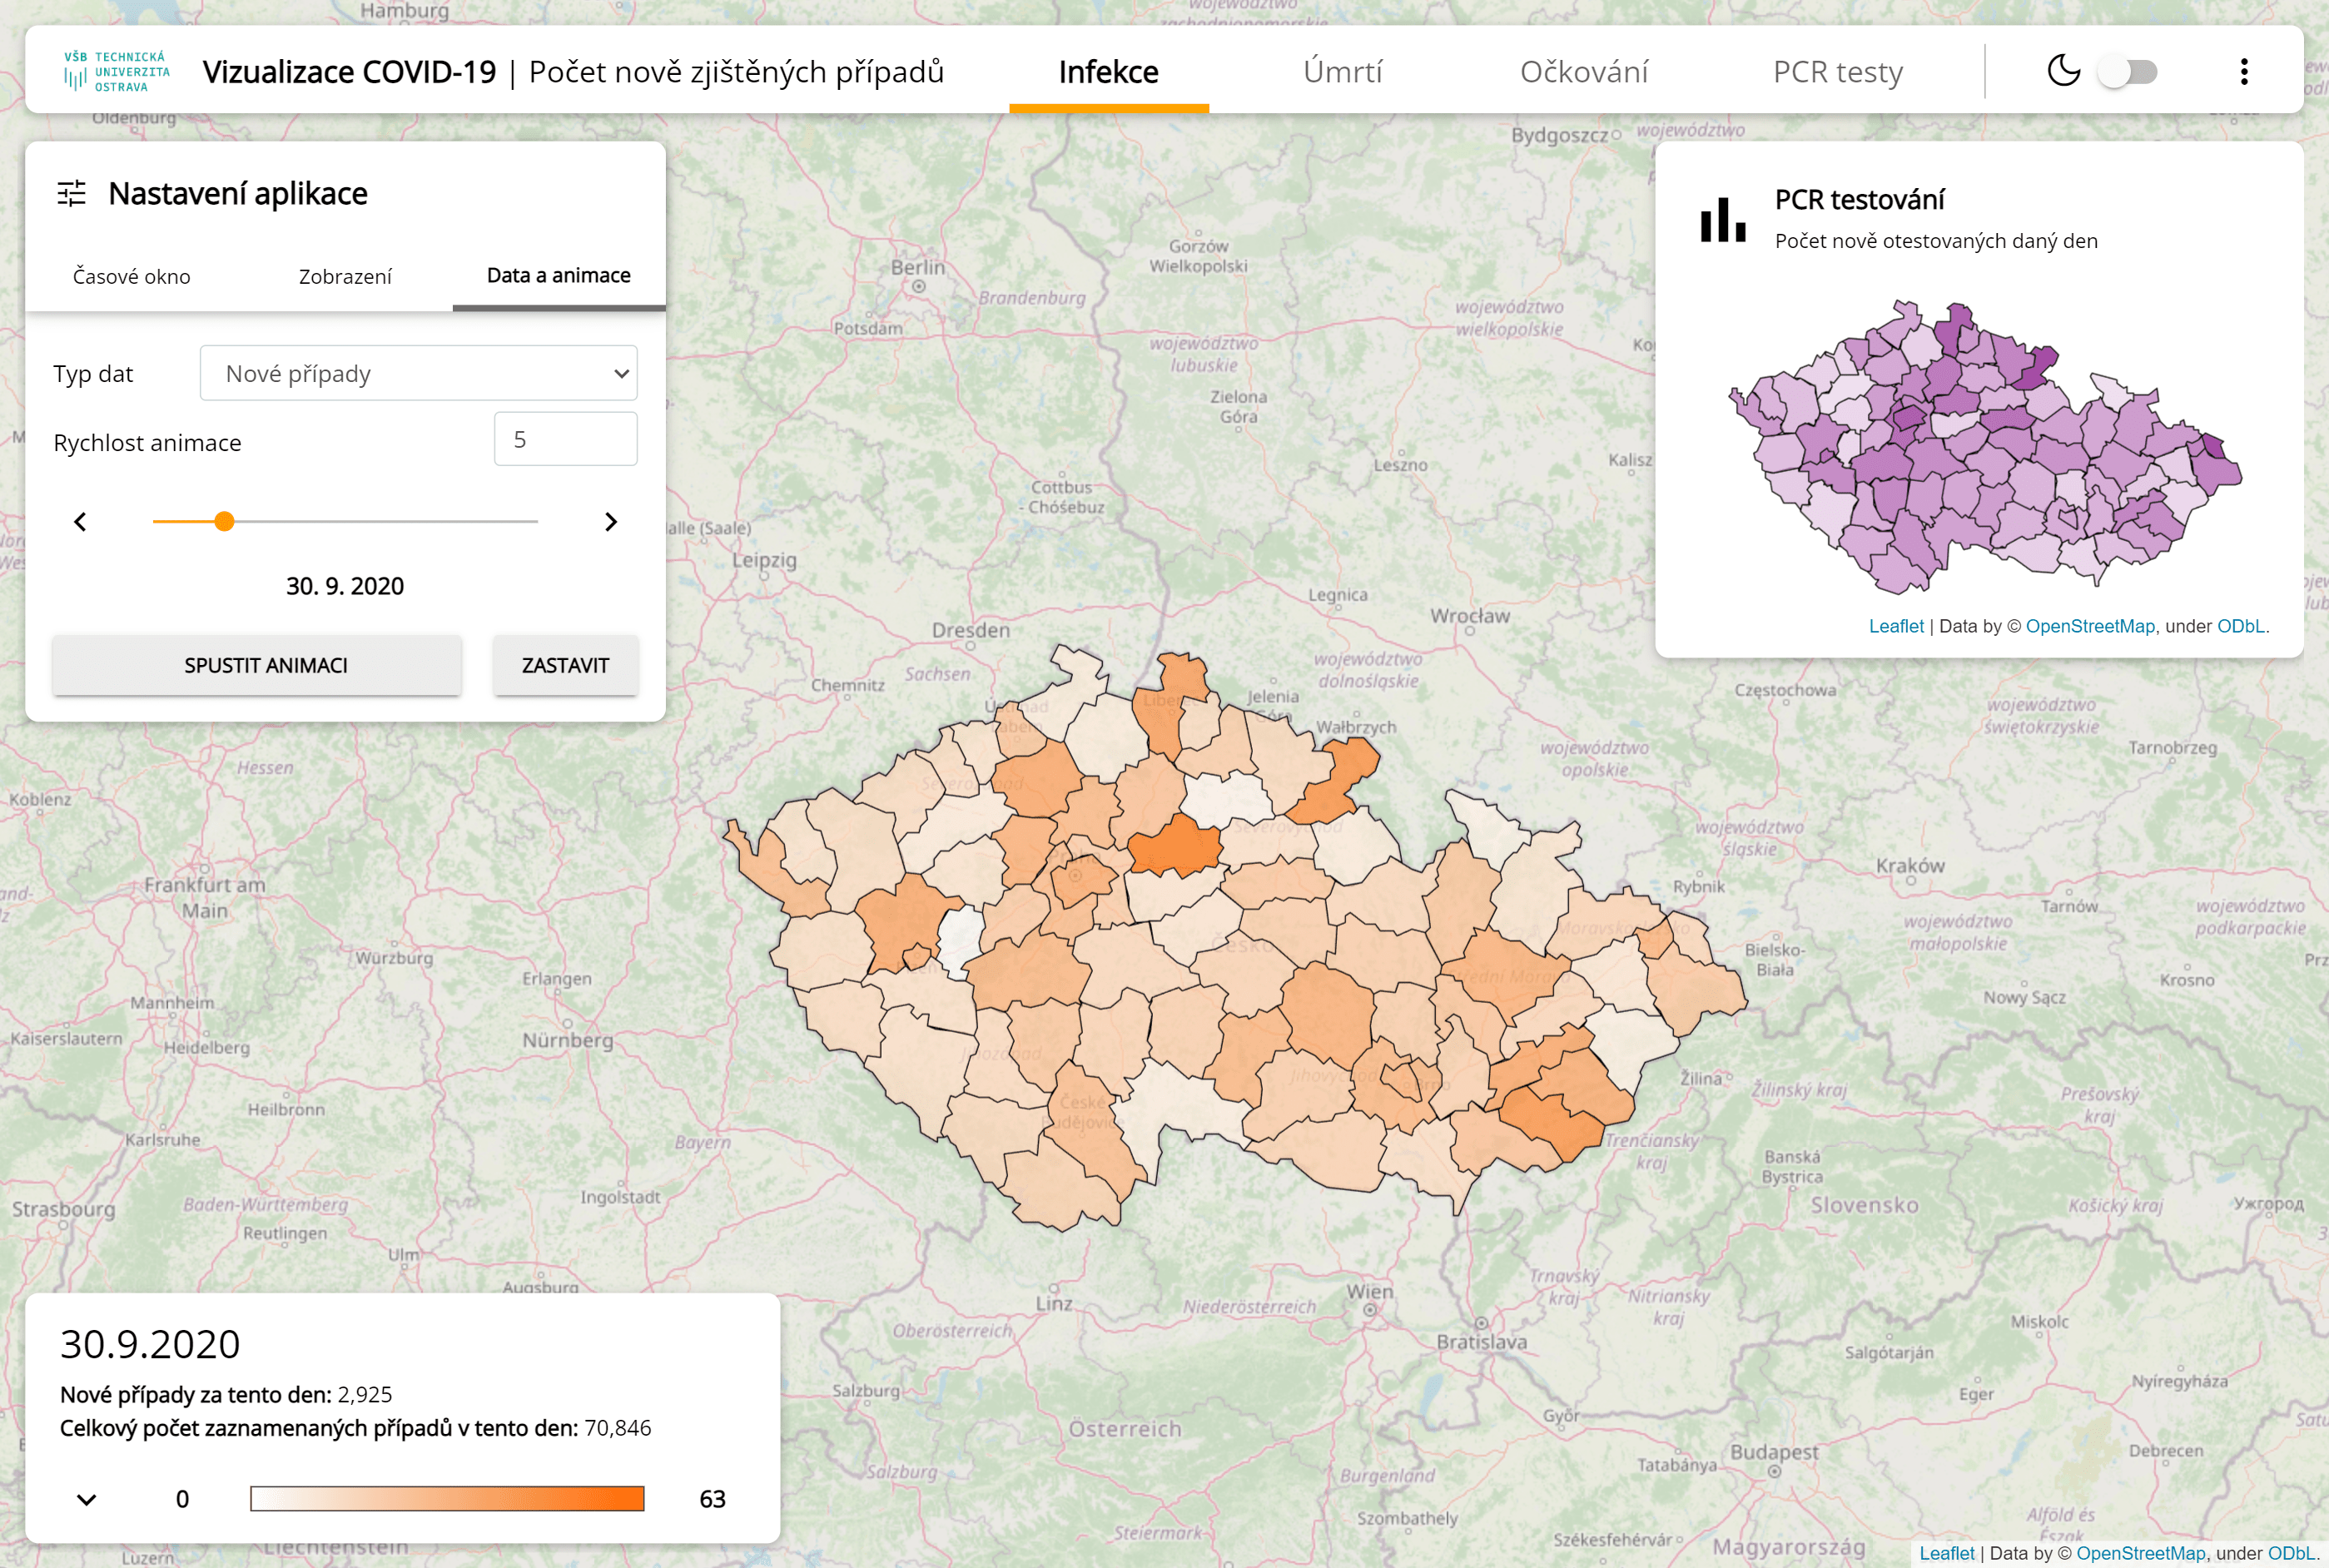 Hamburg
VŠB TECHNICKÁ
UNIVERZITA
OSTRAVA
Vizualizace COVID-19 | Počet nově zjištěných případů
Infekce
Úmrtí
Očkování
PCR testy
Oldenburg
Bydgoszcz
województwo
Nastavení aplikace
Časové okno
Zobrazení
Data a animace
Typ dat
Nové případy
Rychlost animace
5
30. 9. 2020
SPUSTIT ANIMACI
ZASTAVIT
PCR testování
Počet nově otestovaných daný den
Leaflet | Data by © OpenStreetMap, under ODbL.
Gorzów
Wielkopolski
Berlin
Brandenburg
Potsdam
województwo
wielkopolskie
województwo
lubuskie
Zielona
Góra
Leszno
Kalisz
Cottbus
- Chóśebuz
Leipzig
Legnica
Wrocław
Dresden
Sachsen
Chemnitz
województwo
dolnośląskie
Jelenia
Góra
Wałbrzych
Częstochowa
województwo
świętokrzyskie
Tarnobrzeg
województwo
opolskie
Hessen
Koblenz
województwo
śląskie
Kraków
Rybnik
Tarnów
województwo
małopolskie
województwo
podkarpackie
Frankfurt am
Main
Würzburg
Erlangen
Bielsko-
Biała
Krosno
Nowy Sącz
Mannheim
Kaiserslautern
Heidelberg
Nürnberg
Česko
České
Budějovice
Brno
Žilina
Žilinský kraj
Prešovský
kraj
Heilbronn
Karlsruhe
Bayern
Trenčiansky
kraj
Banská
Bystrica
Slovensko
Košický kraj
Ужгород
Strasbourg
Baden-Württemberg
Ingolstadt
Reutlingen
Ulm
Augsburg
Linz
Niederösterreich
Wien
Trnavský
kraj
Nitriansky
kraj
Miskolc
Oberösterreich
Bratislava
Salgótarján
Salzburg
Eger
Nyíregyháza
Österreich
Győr
Budapest
Tatabánya
Debrecen
Salzburg
Burgenland
Szombathely
Steiermark
Székesfehérvár
Magyarország
Alföld és
Észak
30.9.2020
Nové případy za tento den: 2,925
Celkový počet zaznamenaných případů v tento den: 70,846
0
63
Luzern
Liechtenstein
Leaflet | Data by © OpenStreetMap, under ODbL.